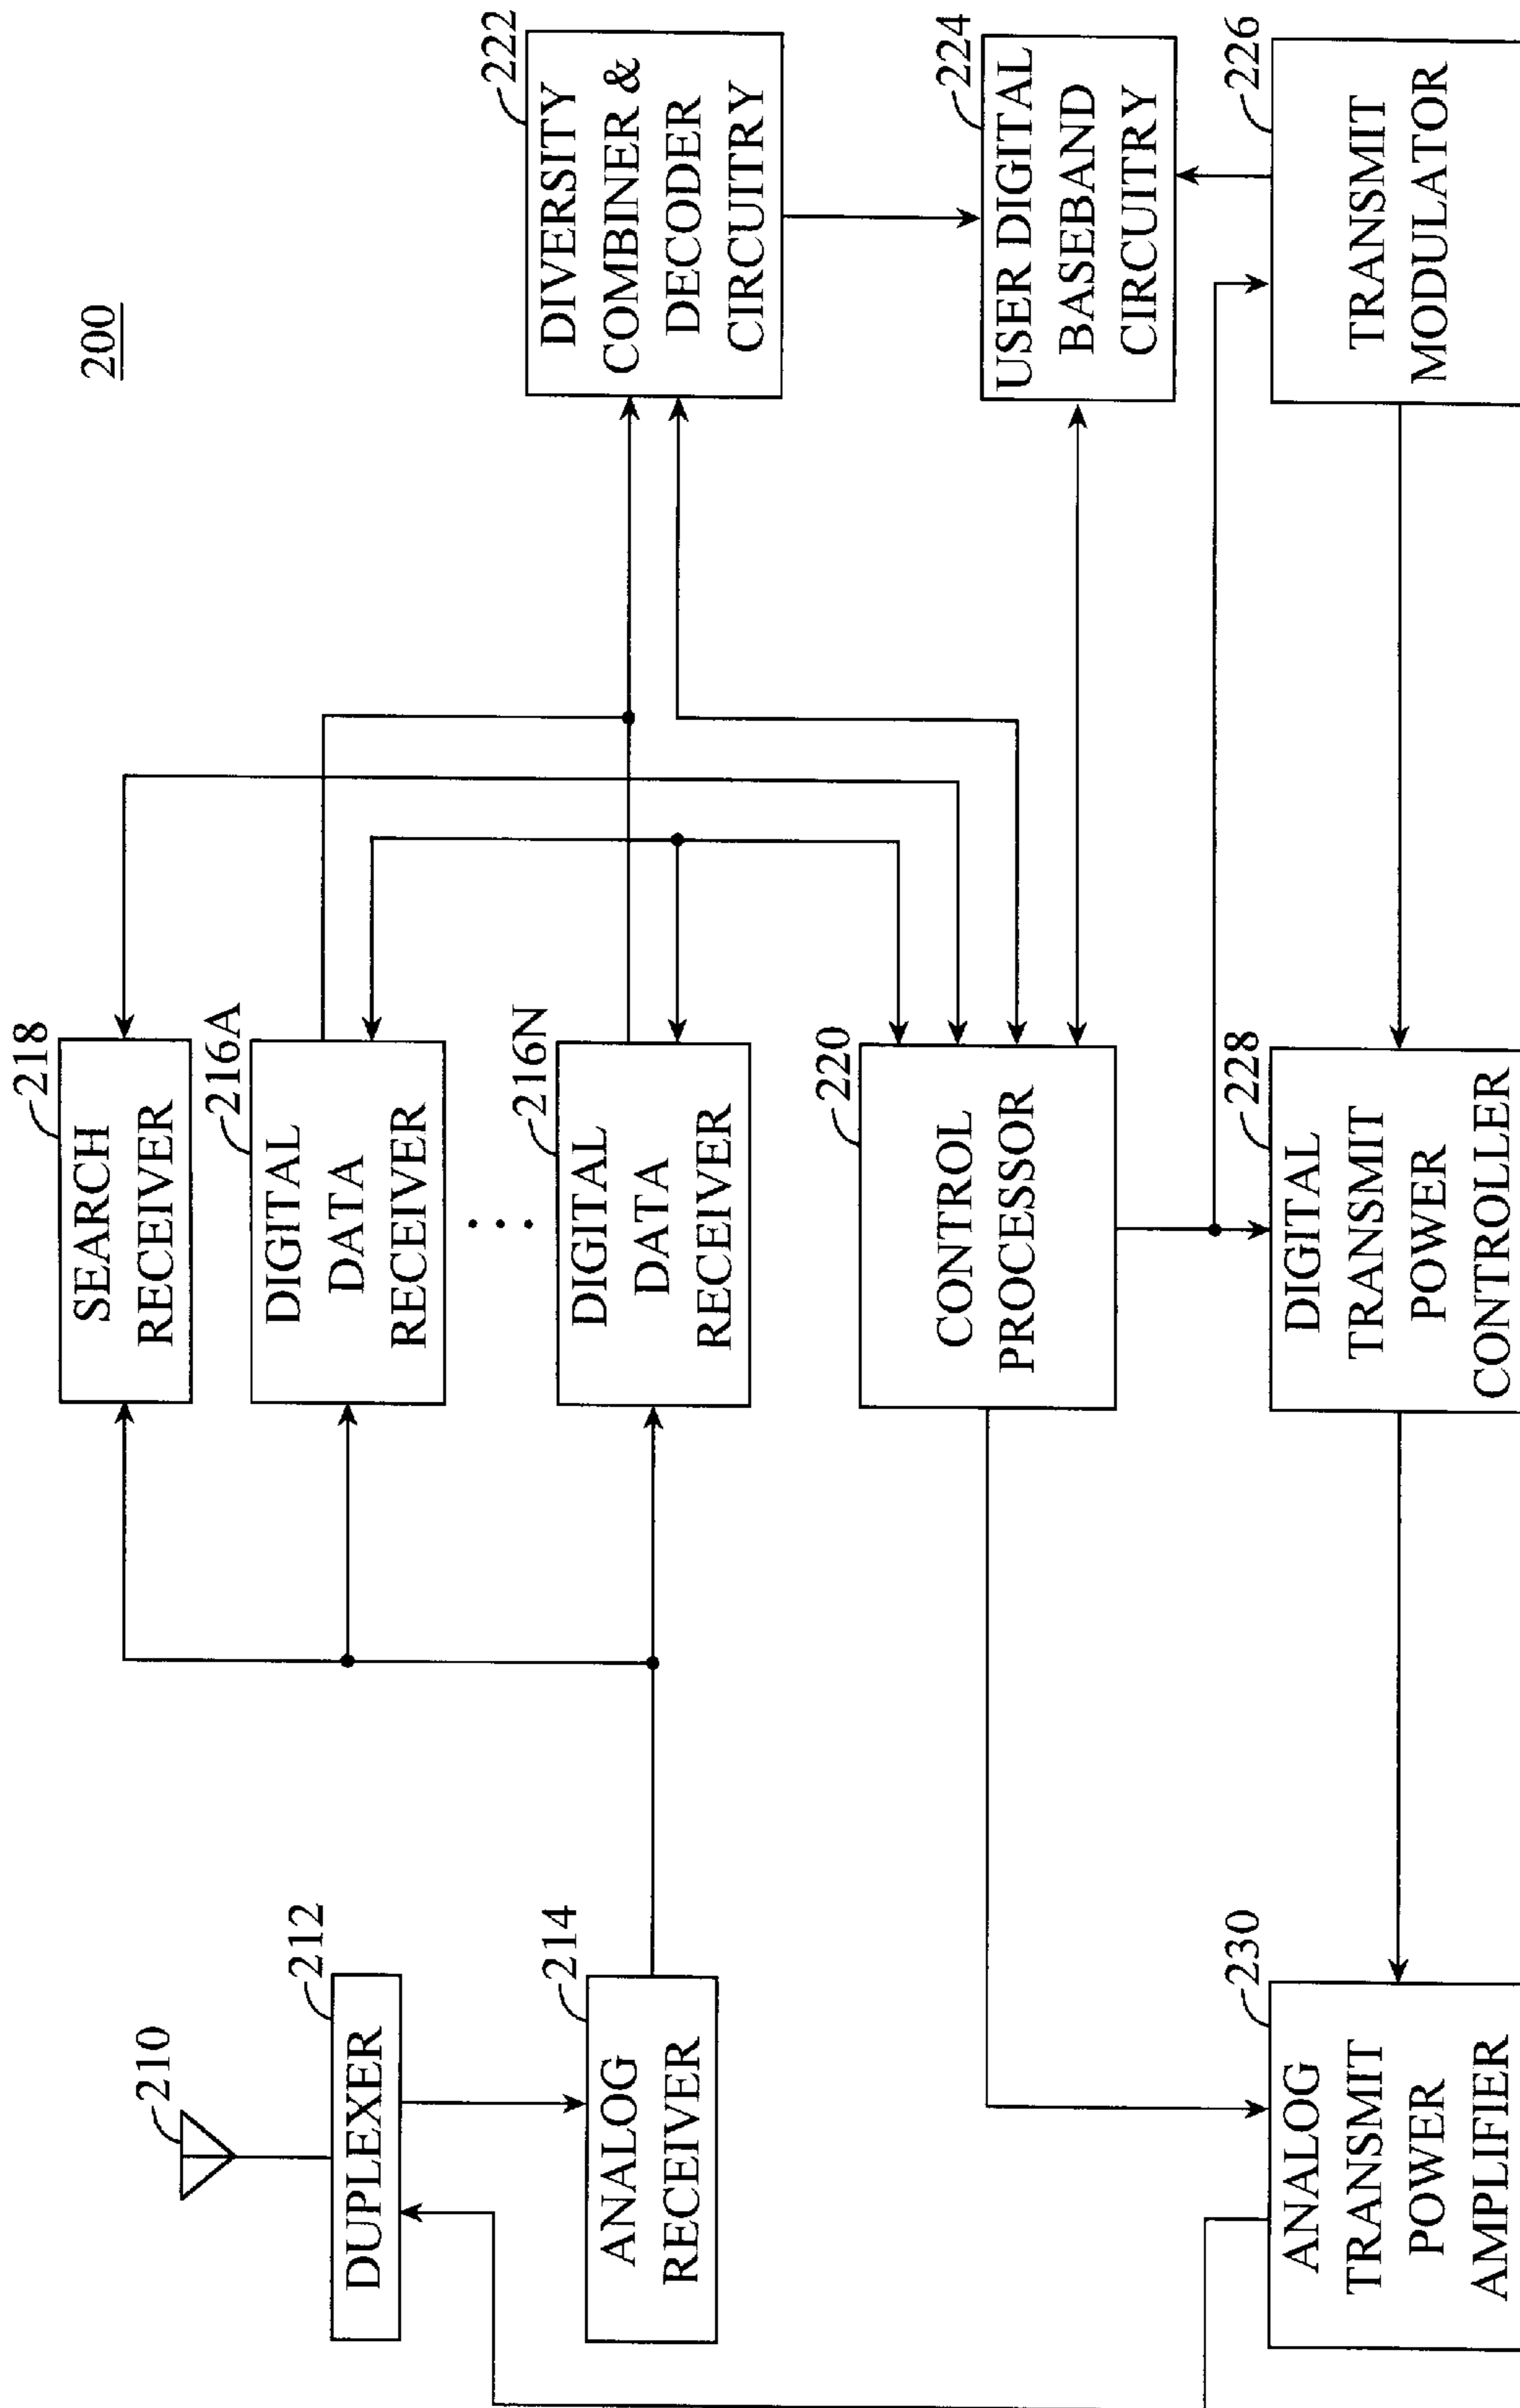 200
210
DUPLEXER
212
ANALOG
RECEIVER
214
SEARCH
RECEIVER
218
DIGITAL
DATA
RECEIVER
216A
...
DIGITAL
DATA
RECEIVER
216N
CONTROL
PROCESSOR
220
DIVERSITY
COMBINER &
DECODER
CIRCUITRY
222
USER DIGITAL
BASEBAND
CIRCUITRY
224
ANALOG
TRANSMIT
POWER
AMPLIFIER
230
DIGITAL
TRANSMIT
POWER
CONTROLLER
228
TRANSMIT
MODULATOR
226